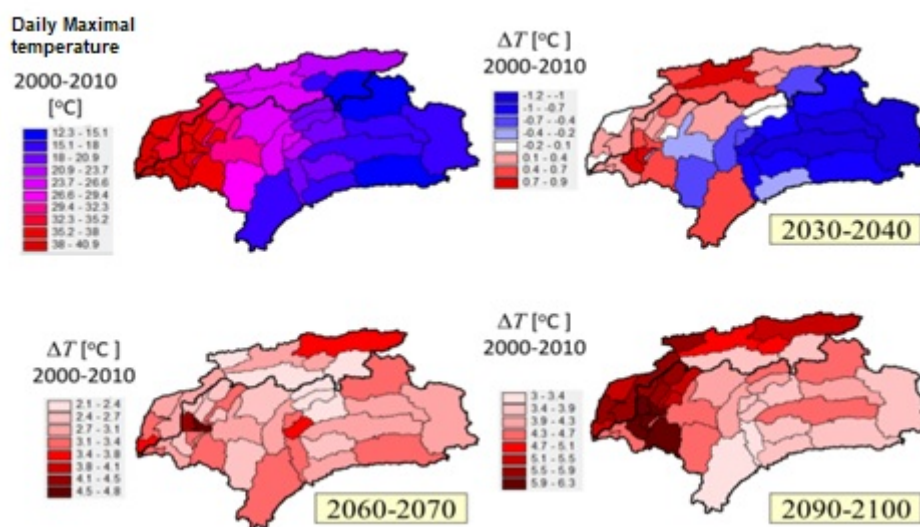 Daily Maximal
temperature
2000-2010
[°C]
12.3 - 15.1
15.1 - 18
18 - 20.9
20.9 - 23.7
23.7 - 26.6
26.6 - 29.4
29.4 - 32.3
32.3 - 35.2
35.2 - 38
38 - 40.9
ΔT [°C]
2000-2010
-1.2 - -1
-1 - -0.7
-0.7 - -0.4
-0.4 - -0.2
-0.2 - 0.1
0.1 - 0.4
0.4 - 0.7
0.7 - 0.9
2030-2040
ΔT [°C]
2000-2010
2.1 - 2.4
2.4 - 2.7
2.7 - 3.1
3.1 - 3.4
3.4 - 3.8
3.8 - 4.1
4.1 - 4.5
4.5 - 4.8
2060-2070
ΔT [°C]
2000-2010
3 - 3.4
3.4 - 3.9
3.9 - 4.3
4.3 - 4.7
4.7 - 5.1
5.1 - 5.5
5.5 - 5.9
5.9 - 6.3
2090-2100